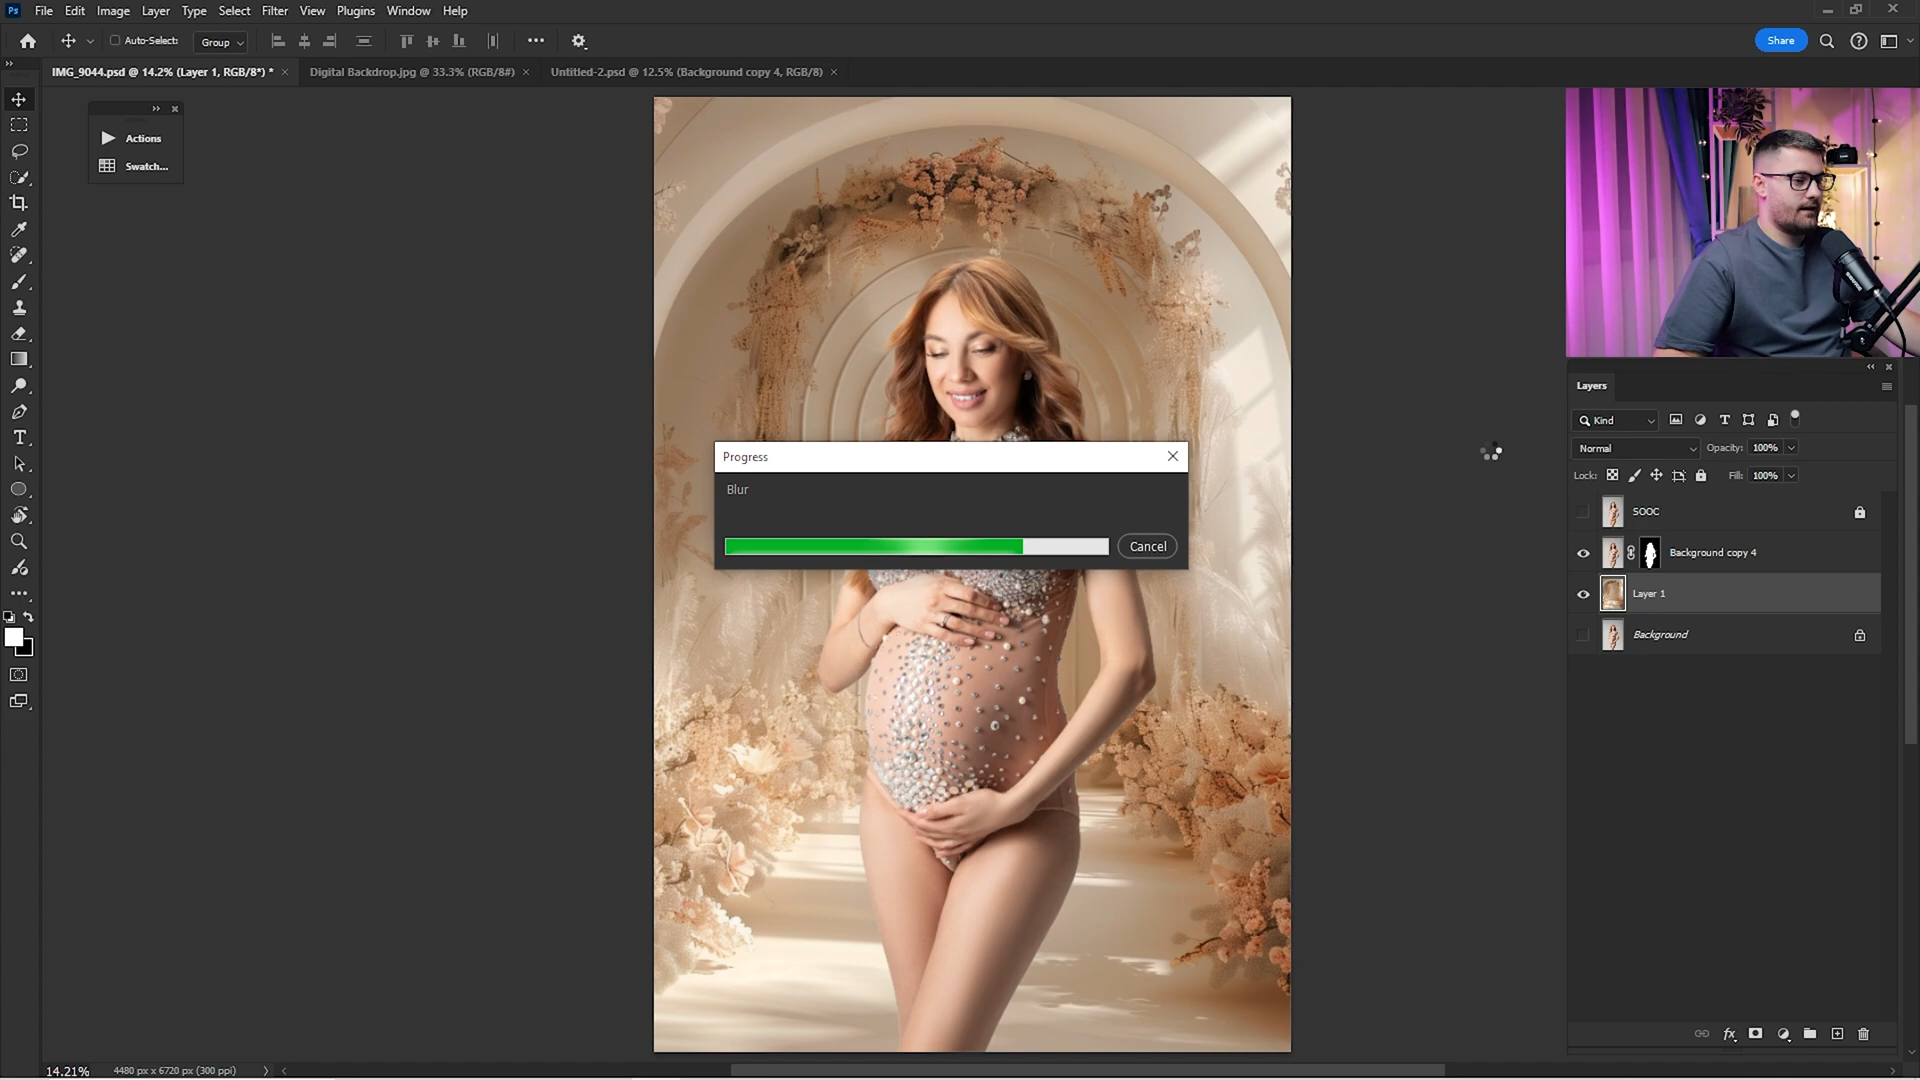 Ps File Edit Image Layer Type Select Filter View Plugins Window Help
Auto-Select: Group Share
IMG_9044.psd @ 14.2% (Layer 1, RGB/8*) * Digital Backdrop.jpg @ 33.3% (RGB/8#) Untitled-2.psd @ 12.5% (Background copy 4, RGB/8)
Actions
Swatch...
Progress
Blur
Cancel
Layers
Kind
Normal Opacity: 100%
Lock: Fill: 100%
SOOC
Background copy 4
Layer 1
Background
14.21% 4480 px x 6720 px (300 ppi)